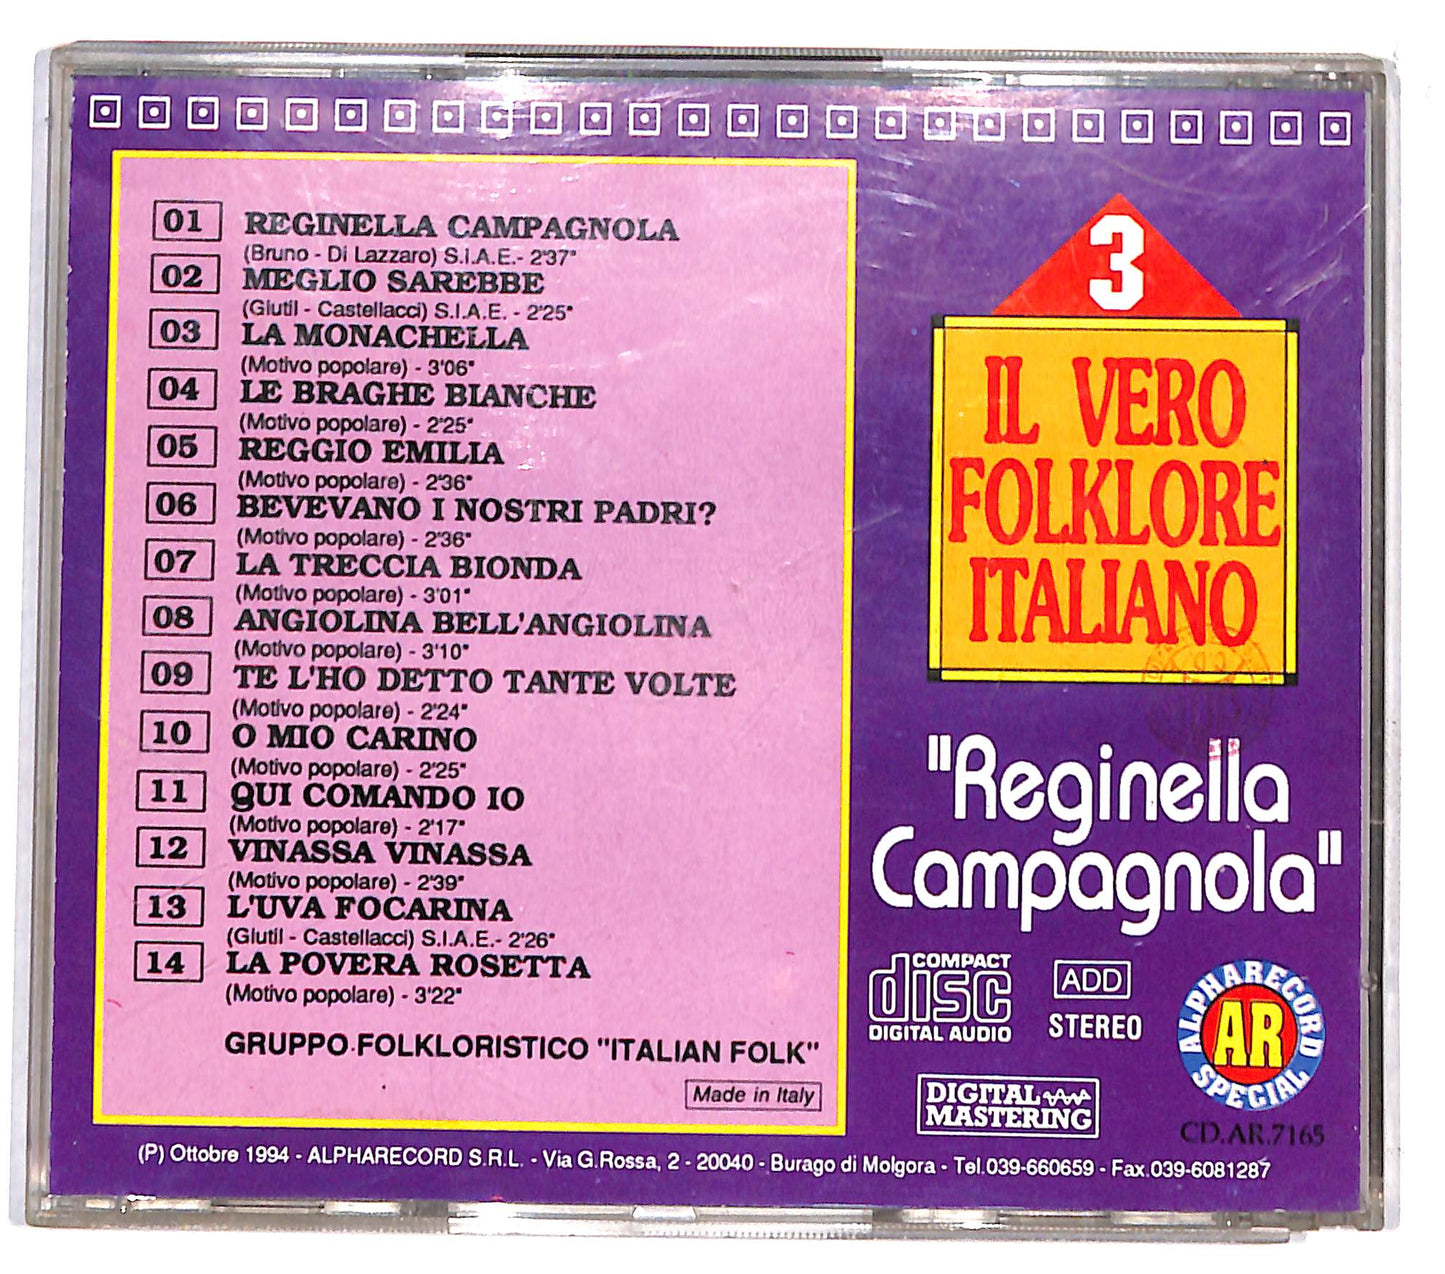 01 REGINELLA CAMPAGNOLA
(Bruno - Di Lazzaro) S.I.A.E.- 2'37"
02 MEGLIO SAREBBE
(Giutil - Castellacci) S.I.A.E. - 2'25"
03 LA MONACHELLA
(Motivo popolare) - 3'06"
04 LE BRAGHE BIANCHE
(Motivo popolare) - 2'25"
05 REGGIO EMILIA
(Motivo popolare) - 2'36"
06 BEVEVANO I NOSTRI PADRI?
(Motivo popolare) - 2'36"
07 LA TRECCIA BIONDA
(Motivo popolare) - 3'01"
08 ANGIOLINA BELL'ANGIOLINA
(Motivo popolare) - 3'10"
09 TE L'HO DETTO TANTE VOLTE
(Motivo popolare) - 2'24"
10 O MIO CARINO
(Motivo popolare) - 2'25"
11 QUI COMANDO IO
(Motivo popolare) - 2'17"
12 VINASSA VINASSA
(Motivo popolare) - 2'39"
13 L'UVA FOCARINA
(Giutil - Castellacci) S.I.A.E.- 2'26"
14 LA POVERA ROSETTA
(Motivo popolare) - 3'22"
GRUPPO FOLKLORISTICO "ITALIAN FOLK"
Made in Italy
3
IL VERO
FOLKLORE
ITALIANO
"Reginella
Campagnola"
COMPACT
disc
DIGITAL AUDIO
ADD
STEREO
ALPHARECORD
AR
SPECIAL
DIGITAL
MASTERING
CD.AR.7165
(P) Ottobre 1994 - ALPHARECORD S.R.L. - Via G.Rossa, 2 - 20040 - Burago di Molgora - Tel.039-660659 - Fax.039-6081287